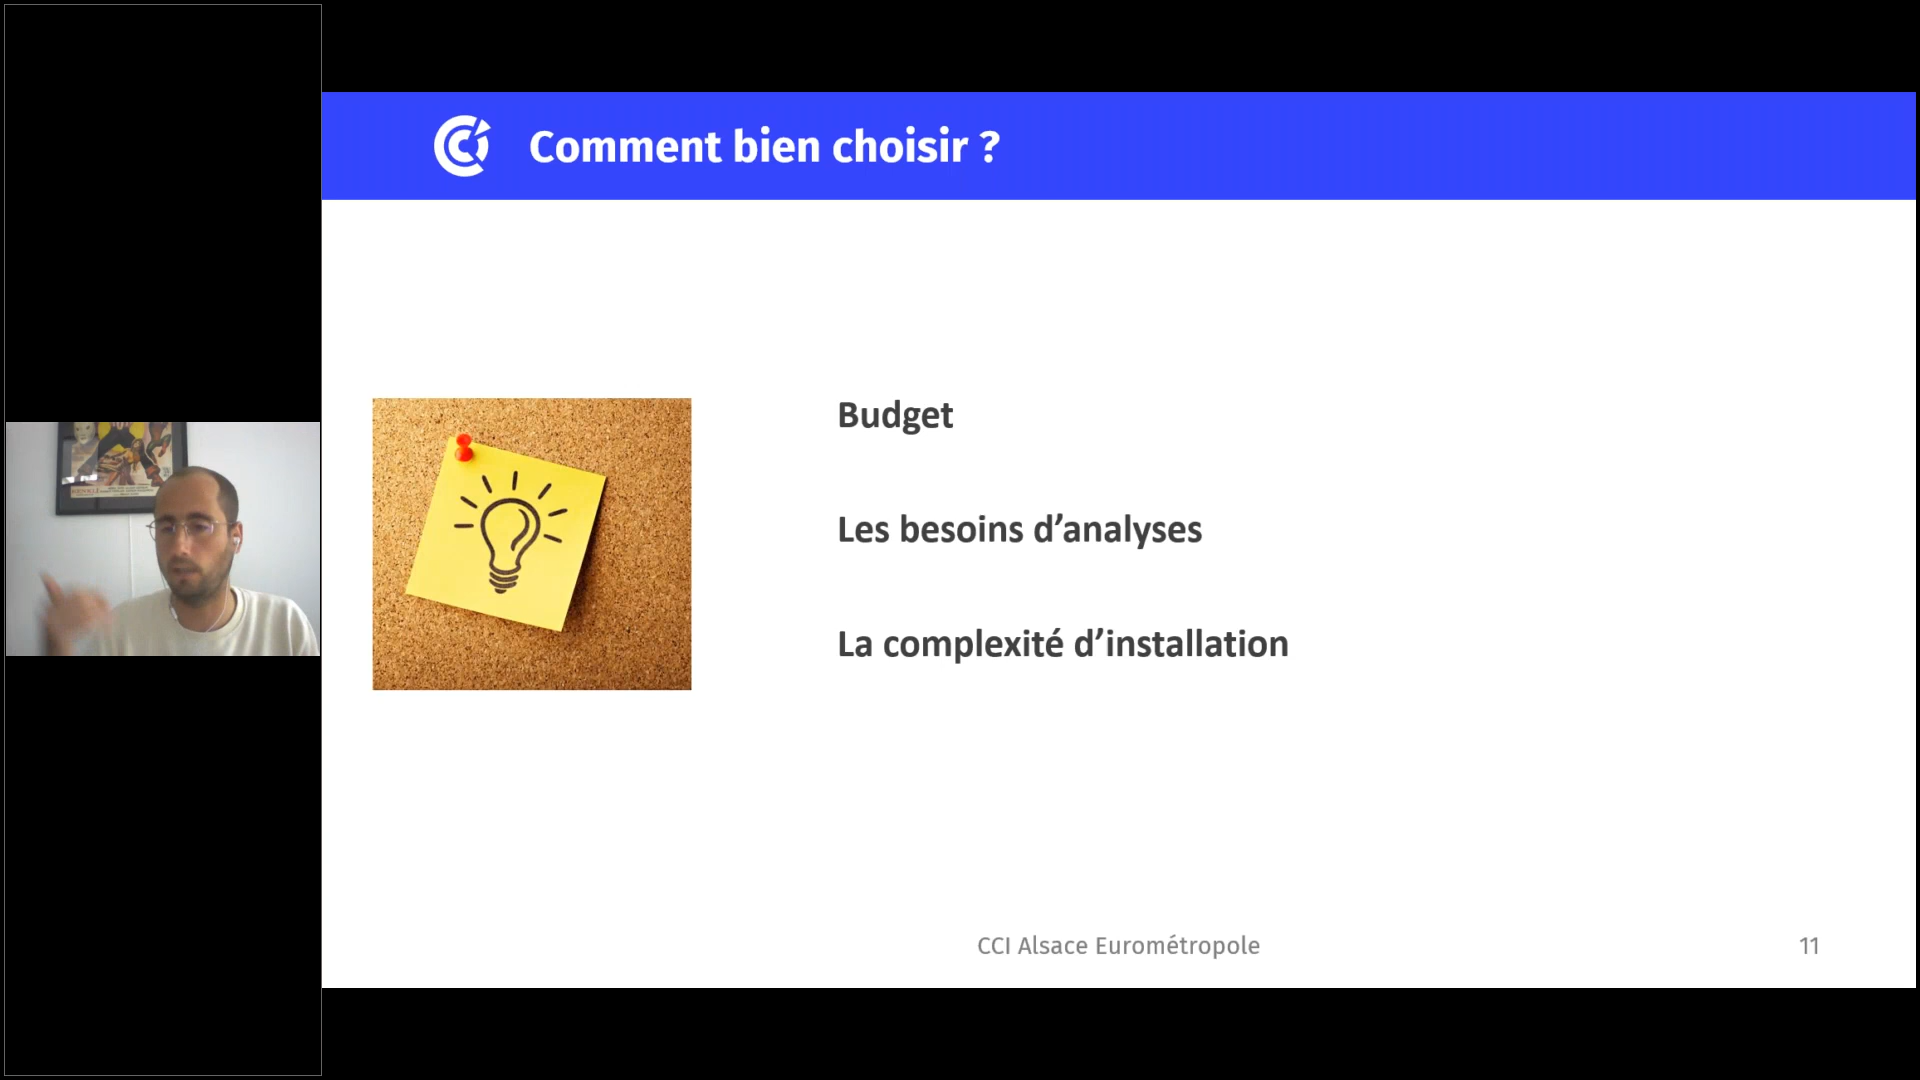 Comment bien choisir ?
Budget
Les besoins d’analyses
La complexité d’installation
CCI Alsace Eurométropole
11